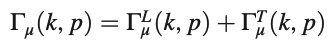 Γ_μ(k, p) = Γ^L_μ(k, p) + Γ^T_μ(k, p)